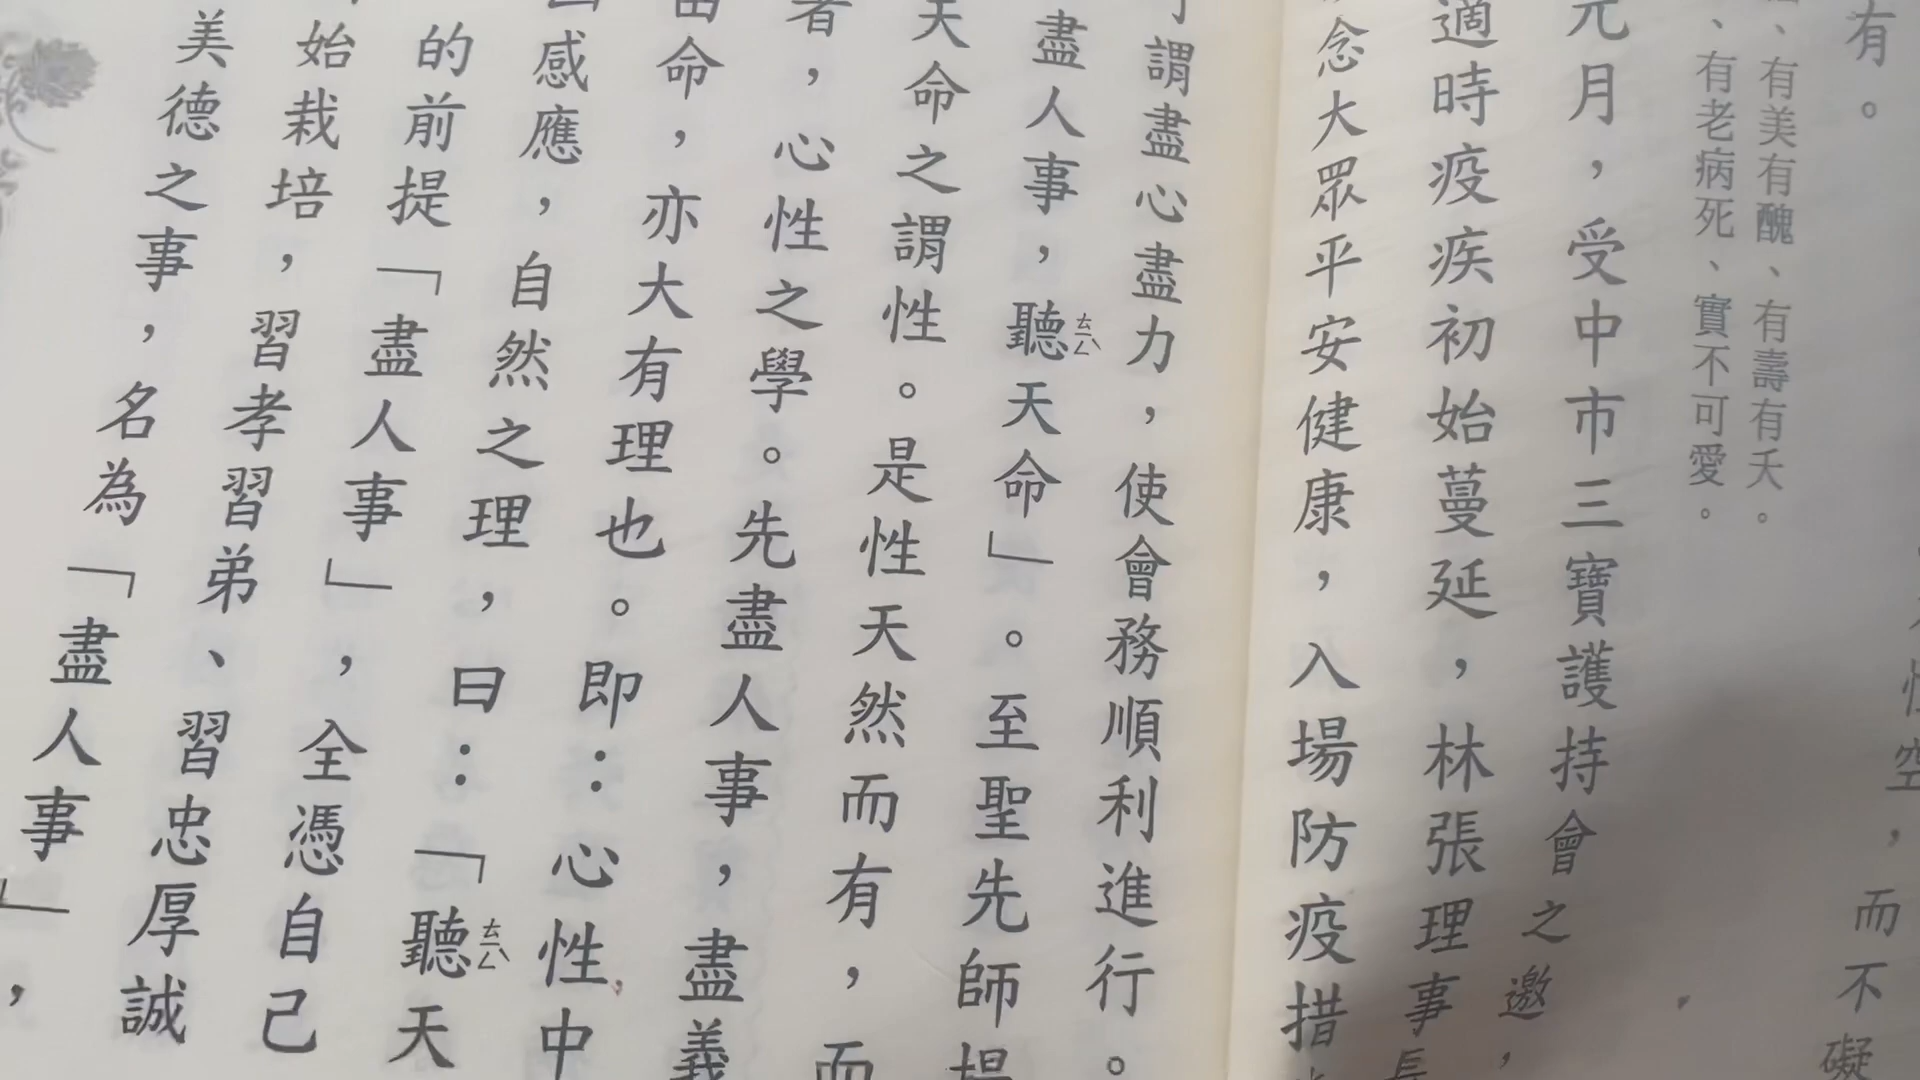 有。
性空，而不礙
、有美有醜、有壽有夭。
、有老病死、實不可愛。
元月，受中市三寶護持會之邀，
適時疫疾初始蔓延，林張理事長
念大眾平安健康，入場防疫措
謂盡心盡力，使會務順利進行。
盡人事，聽ㄊㄧㄥˋ天命」。至聖先師提
天命之謂性。是性天然而有，而
者，心性之學。先盡人事，盡義
命，亦大有理也。即：心性中
感應，自然之理，曰：「聽ㄊㄧㄥˋ天
的前提「盡人事」，全憑自己
始栽培，習孝習弟、習忠厚誠
美德之事，名為「盡人事」，